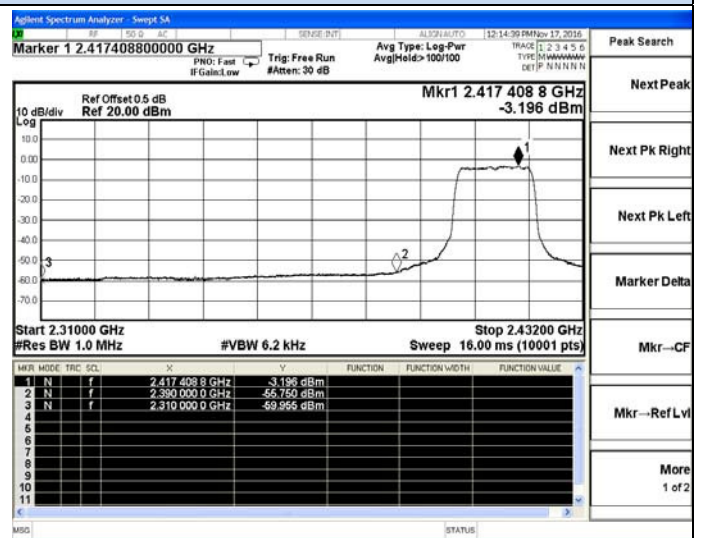 Agilent Spectrum Analyzer - Swept SA
RF 50 Ω AC SENSE:INT ALIGN AUTO 12:14:39 PM Nov 17, 2016
Marker 1 2.417408800000 GHz
PNO: Fast
IFGain:Low
Trig: Free Run
#Atten: 30 dB
Avg Type: Log-Pwr
Avg|Hold:>100/100
TRACE 1 2 3 4 5 6
TYPE M WWWWW
DET P N N N N N
Peak Search
Next Peak
Next Pk Right
Next Pk Left
Marker Delta
Mkr→CF
Mkr→Ref Lvl
More
1 of 2
Ref Offset 0.5 dB
10 dB/div Ref 20.00 dBm
Log
Mkr1 2.417 408 8 GHz
-3.196 dBm
10.0
0.00
-10.0
-20.0
-30.0
-40.0
-50.0
-60.0
-70.0
1
2
3
Start 2.31000 GHz Stop 2.43200 GHz
#Res BW 1.0 MHz #VBW 6.2 kHz Sweep 16.00 ms (10001 pts)
MKR MODE TRC SCL X Y FUNCTION FUNCTION WIDTH FUNCTION VALUE
1 N f 2.417 408 8 GHz -3.196 dBm
2 N f 2.390 000 0 GHz -55.750 dBm
3 N f 2.310 000 0 GHz -59.955 dBm
4
5
6
7
8
9
10
11
MSG STATUS